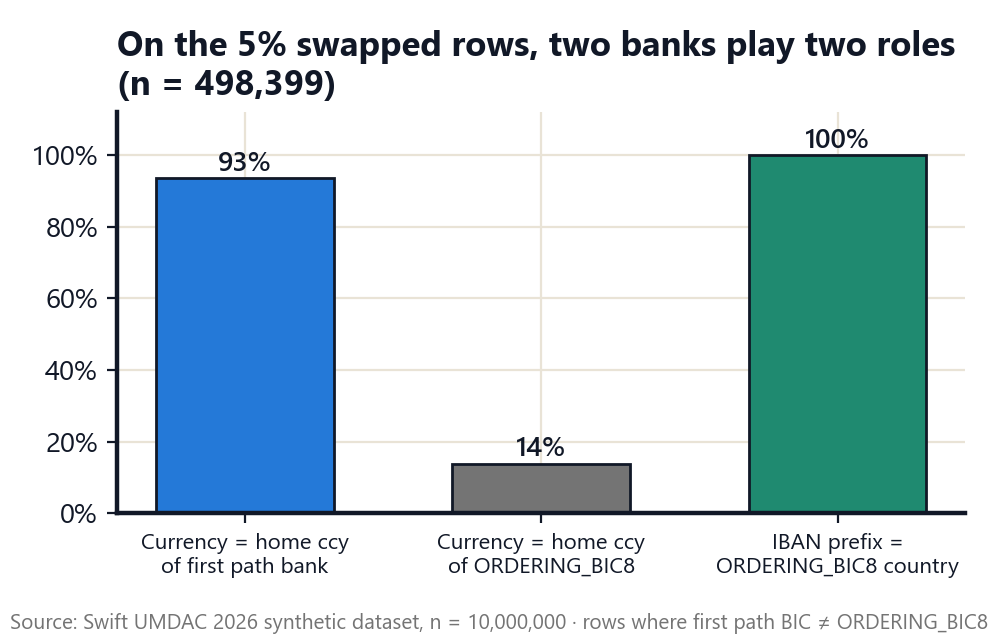 On the 5% swapped rows, two banks play two roles
(n = 498,399)
100%
80%
60%
40%
20%
0%
93%
14%
100%
Currency = home ccy
of first path bank
Currency = home ccy
of ORDERING_BIC8
IBAN prefix =
ORDERING_BIC8 country
Source: Swift UMDAC 2026 synthetic dataset, n = 10,000,000 · rows where first path BIC ≠ ORDERING_BIC8